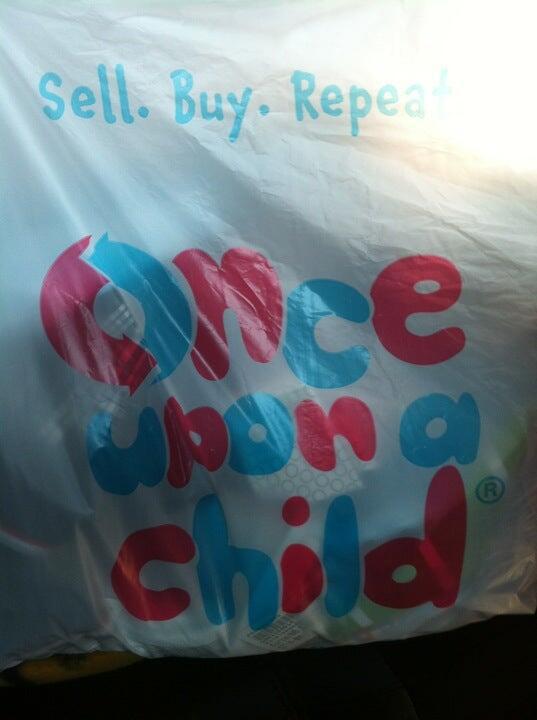 Sell. Buy. Repeat
Once
upon a
child®